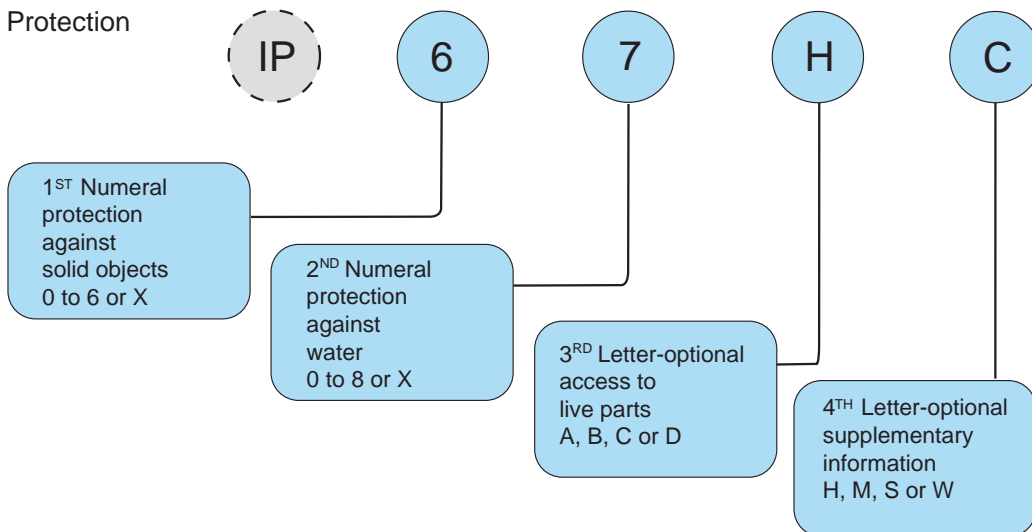 Protection
IP 6 7 H C
1ST Numeral
protection
against
solid objects
0 to 6 or X
2ND Numeral
protection
against
water
0 to 8 or X
3RD Letter-optional
access to
live parts
A, B, C or D
4TH Letter-optional
supplementary
information
H, M, S or W